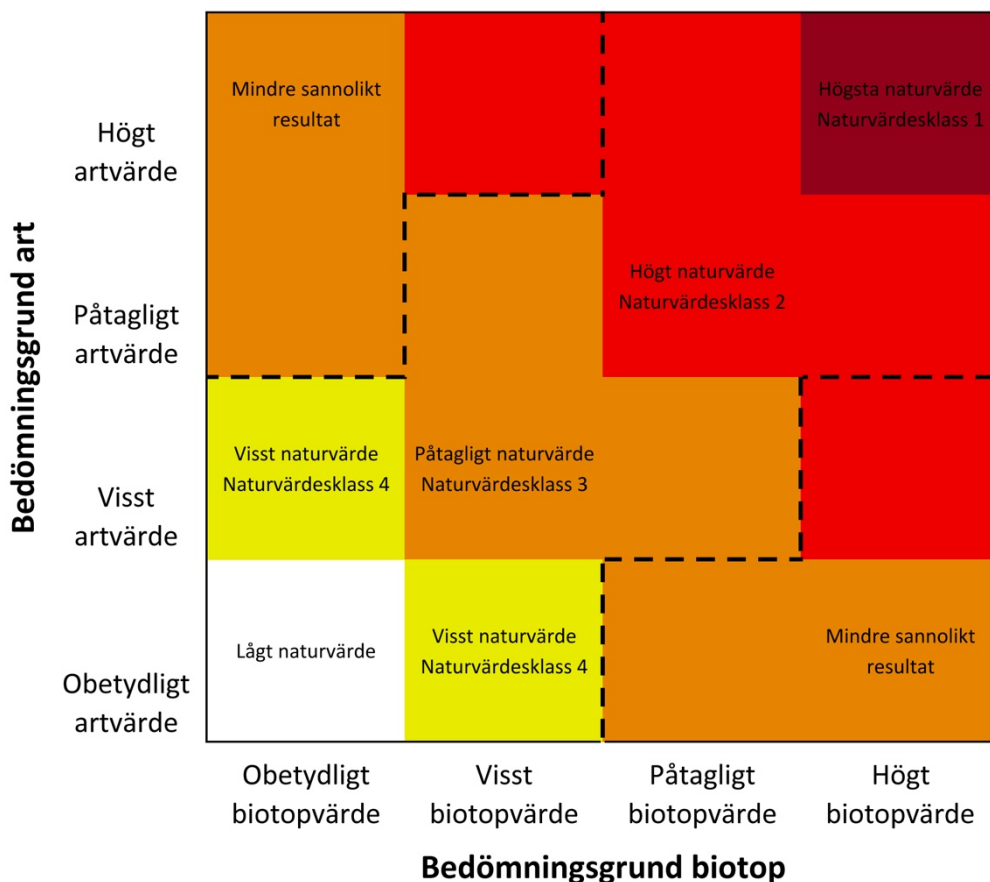 Bedömningsgrund art
Högt
artvärde
Påtagligt
artvärde
Visst
artvärde
Obetydligt
artvärde
Mindre sannolikt
resultat
Högsta naturvärde
Naturvärdesklass 1
Högt naturvärde
Naturvärdesklass 2
Visst naturvärde
Naturvärdesklass 4
Påtagligt naturvärde
Naturvärdesklass 3
Lågt naturvärde
Visst naturvärde
Naturvärdesklass 4
Mindre sannolikt
resultat
Obetydligt
biotopvärde
Visst
biotopvärde
Påtagligt
biotopvärde
Högt
biotopvärde
Bedömningsgrund biotop